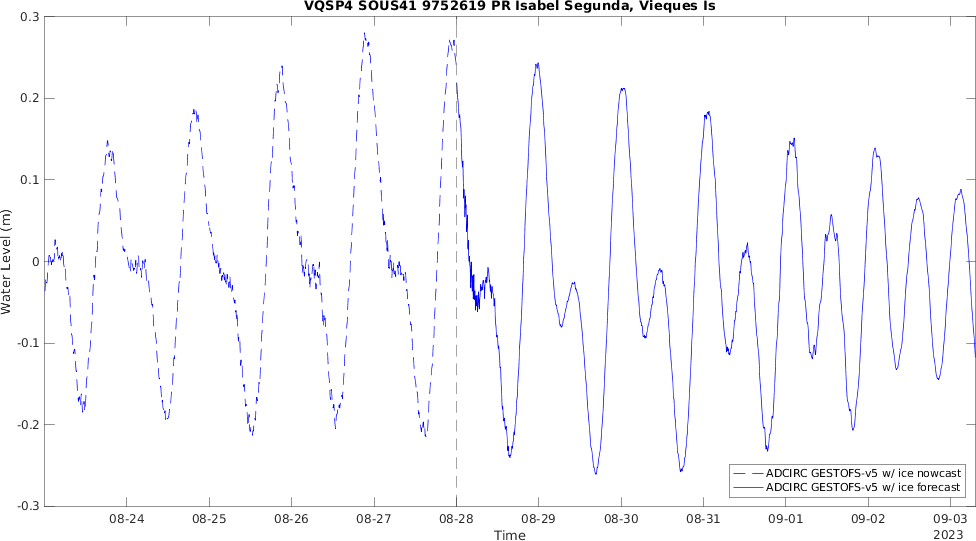 VQSP4 SOUS41 9752619 PR Isabel Segunda, Vieques Is
0.3
0.2
0.1
0
-0.1
-0.2
-0.3
Water Level (m)
08-24 08-25 08-26 08-27 08-28 08-29 08-30 08-31 09-01 09-02 09-03
2023
Time
ADCIRC GESTOFS-v5 w/ ice nowcast
ADCIRC GESTOFS-v5 w/ ice forecast